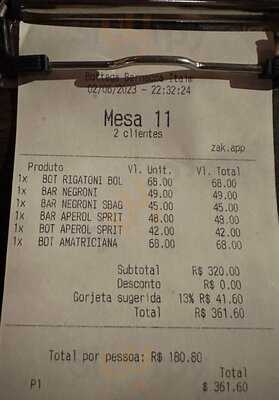 Bottega Bernacca Itaim
02/08/2023 - 22:32:24
Mesa 11
2 clientes
zak.app
Produto Vl. Unit. Vl. Total
1x BOT RIGATONI BOL 68.00 68.00
1x BAR NEGRONI 49.00 49.00
1x BAR NEGRONI SBAG 45.00 45.00
1x BAR APEROL SPRIT 48.00 48.00
1x BOT APEROL SPRIT 42.00 42.00
1x BOT AMATRICIANA 68.00 68.00
Subtotal R$ 320.00
Desconto R$ 0.00
Gorjeta sugerida 13% R$ 41.60
Total R$ 361.60
Total por pessoa: R$ 180.80
Total
P1 $ 361.60